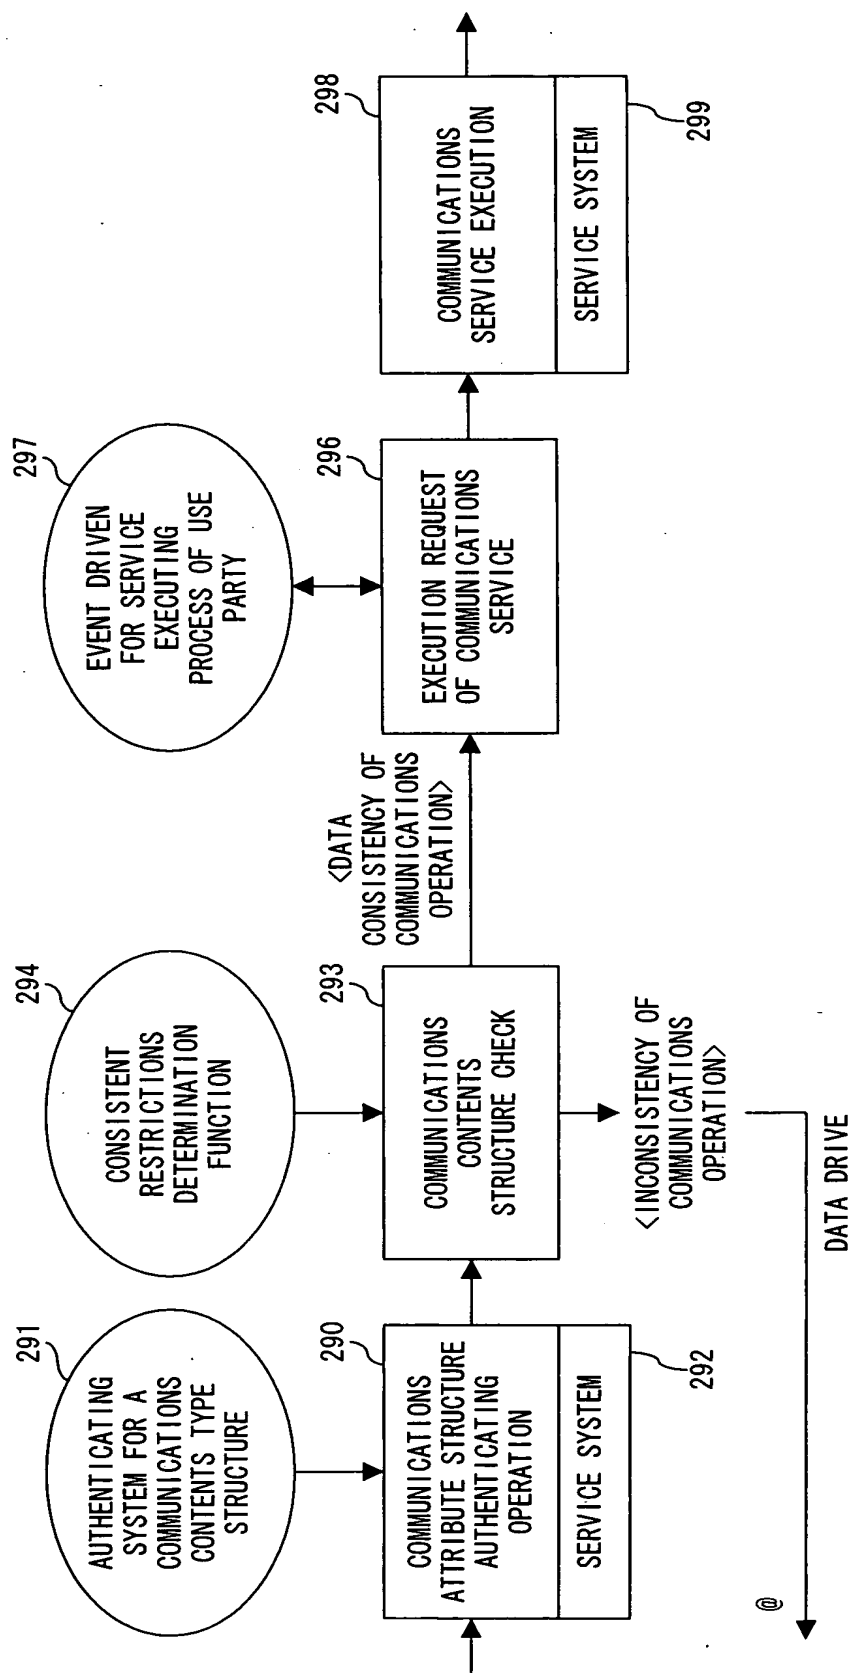 291
AUTHENTICATING
SYSTEM FOR A
COMMUNICATIONS
CONTENTS TYPE
STRUCTURE
294
CONSISTENT
RESTRICTIONS
DETERMINATION
FUNCTION
297
EVENT DRIVEN
FOR SERVICE
EXECUTING
PROCESS OF USE
PARTY
290
COMMUNICATIONS
ATTRIBUTE STRUCTURE
AUTHENTICATING
OPERATION
SERVICE SYSTEM
292
293
COMMUNICATIONS
CONTENTS
STRUCTURE CHECK
<DATA
CONSISTENCY OF
COMMUNICATIONS
OPERATION>
296
EXECUTION REQUEST
OF COMMUNICATIONS
SERVICE
298
COMMUNICATIONS
SERVICE EXECUTION
SERVICE SYSTEM
299
<INCONSISTENCY OF
COMMUNICATIONS
OPERATION>
@
DATA DRIVE